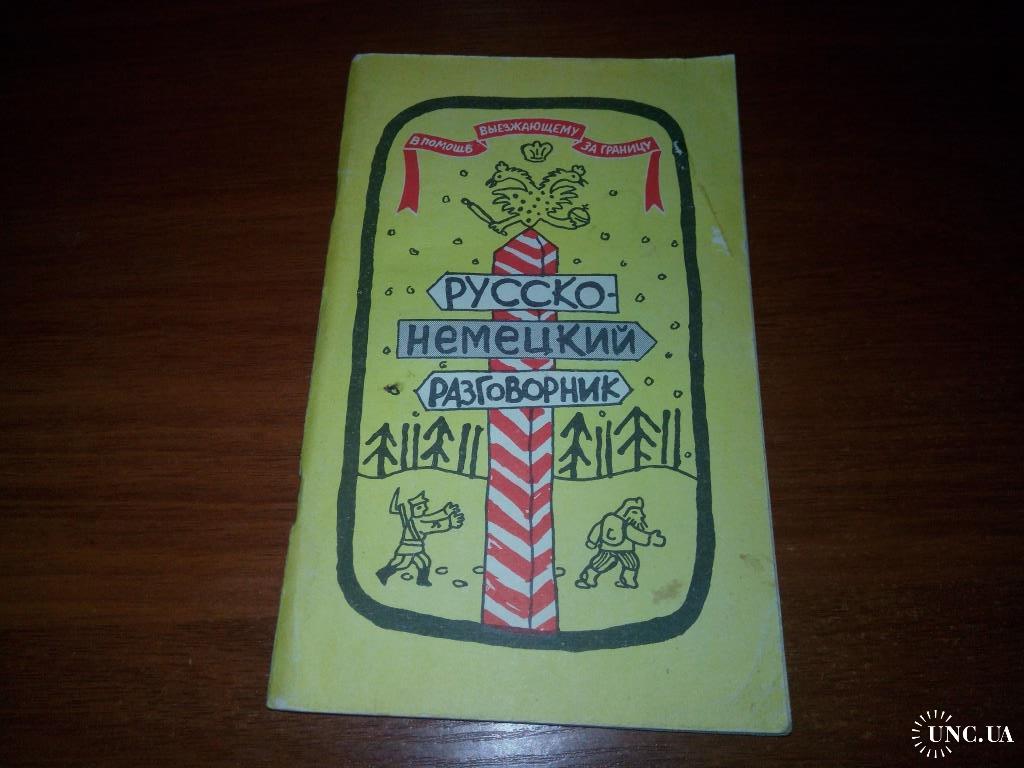 В ПОМОЩЬ ВЫЕЗЖАЮЩЕМУ ЗА ГРАНИЦУ
РУССКО-
НЕМЕЦКИЙ
РАЗГОВОРНИК
UNC.UA